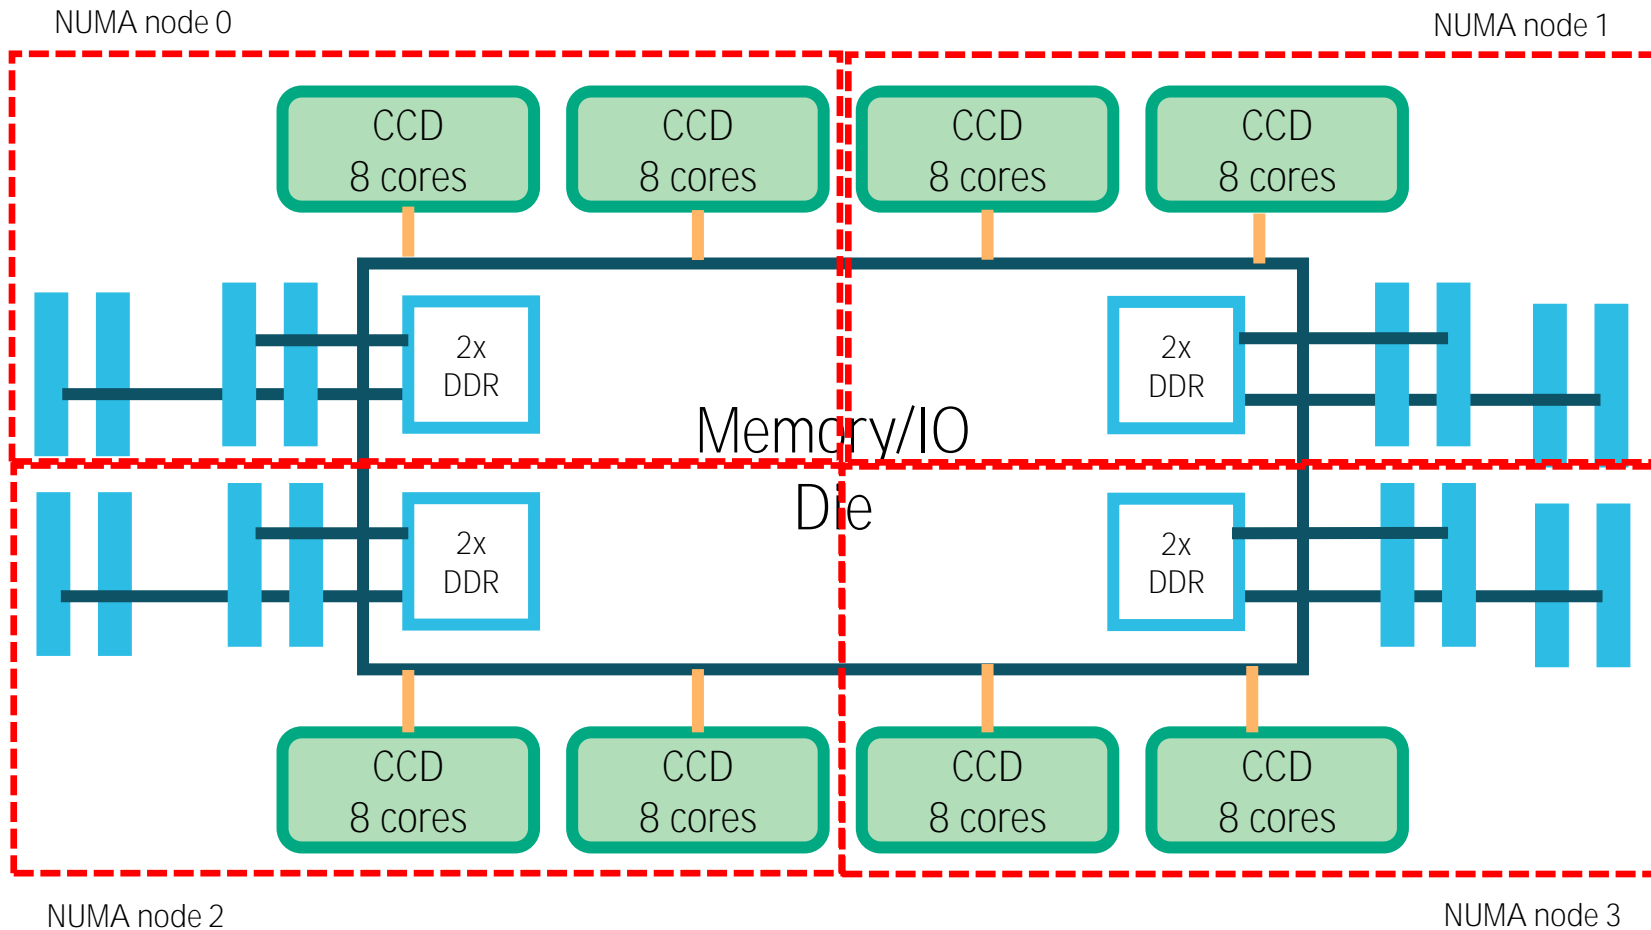 NUMA node 0
NUMA node 1
CCD
8 cores
CCD
8 cores
CCD
8 cores
CCD
8 cores
2x
DDR
2x
DDR
Memory/IO
Die
2x
DDR
2x
DDR
CCD
8 cores
CCD
8 cores
CCD
8 cores
CCD
8 cores
NUMA node 2
NUMA node 3